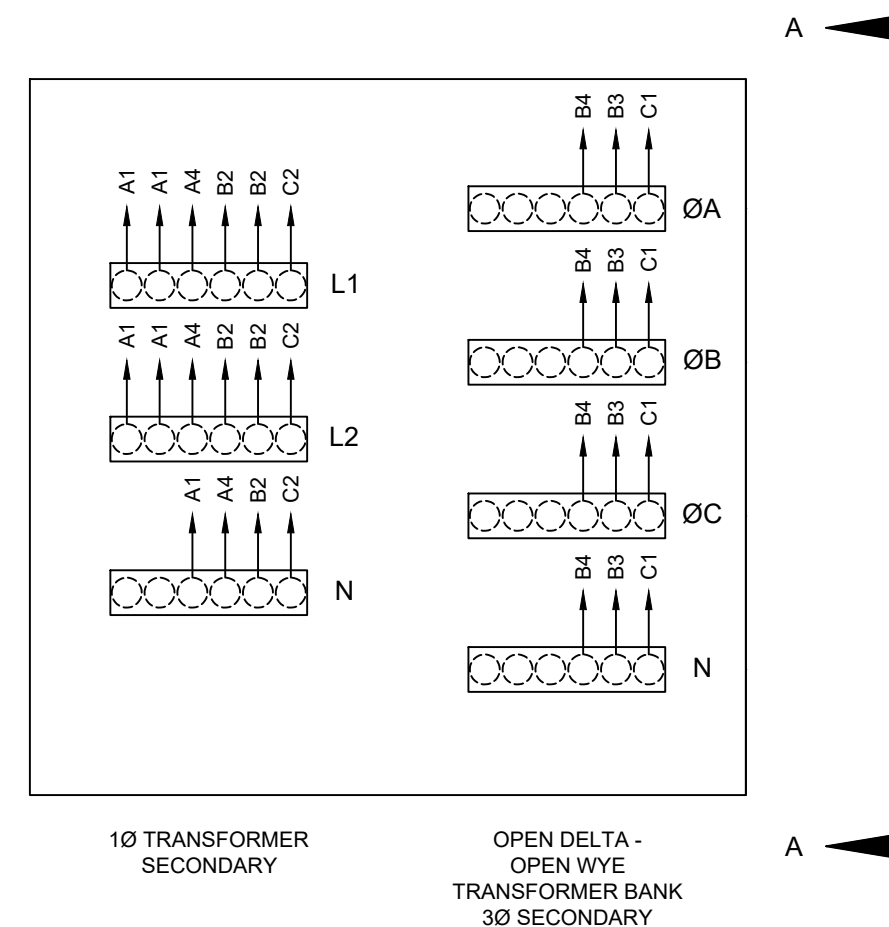 A
A1 A1 A4 B2 B2 C2
L1
A1 A1 A4 B2 B2 C2
L2
A1 A4 B2 C2
N
B4 B3 C1
ØA
B4 B3 C1
ØB
B4 B3 C1
ØC
B4 B3 C1
N
1Ø TRANSFORMER
SECONDARY
OPEN DELTA -
OPEN WYE
TRANSFORMER BANK
3Ø SECONDARY
A